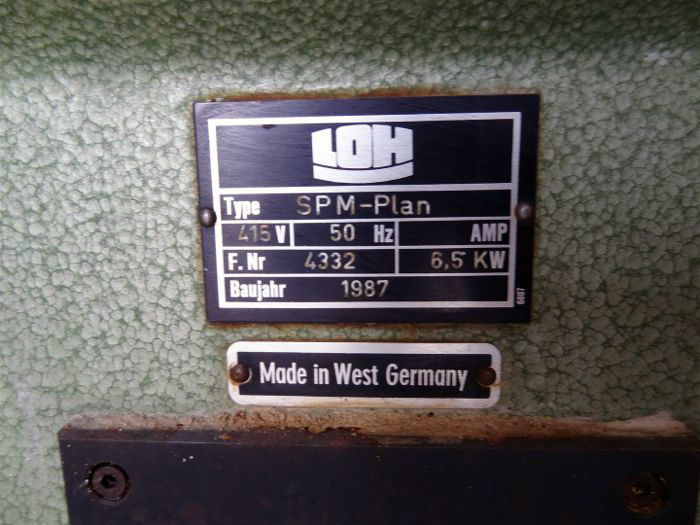 LOH
Type SPM-Plan
415 V 50 Hz AMP
F. Nr 4332 6,5 KW
Baujahr 1987
Made in West Germany